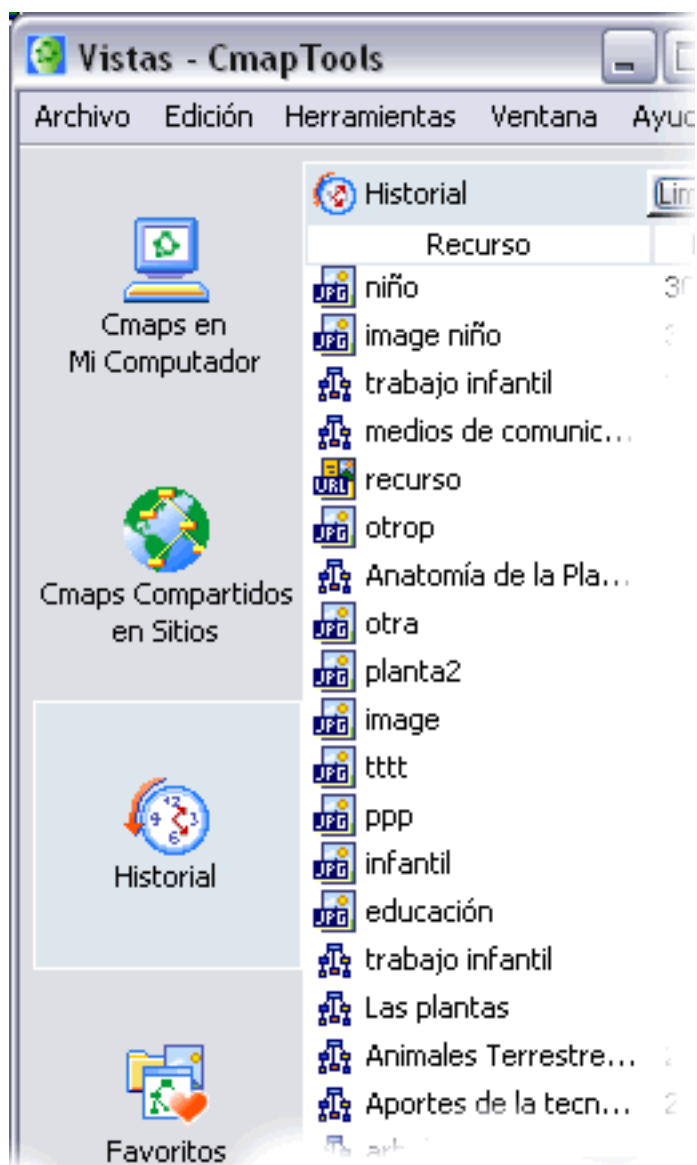 Vistas - CmapTools
Archivo Edición Herramientas Ventana
Cmaps en
Mi Computador
Cmaps Compartidos
en Sitios
Historial
Favoritos
Historial
Recurso
niño
image niño
trabajo infantil
medios de comunic...
recurso
otrop
Anatomía de la Pla...
otra
planta2
image
tttt
ppp
infantil
educación
trabajo infantil
Las plantas
Animales Terrestre...
Aportes de la tecn...